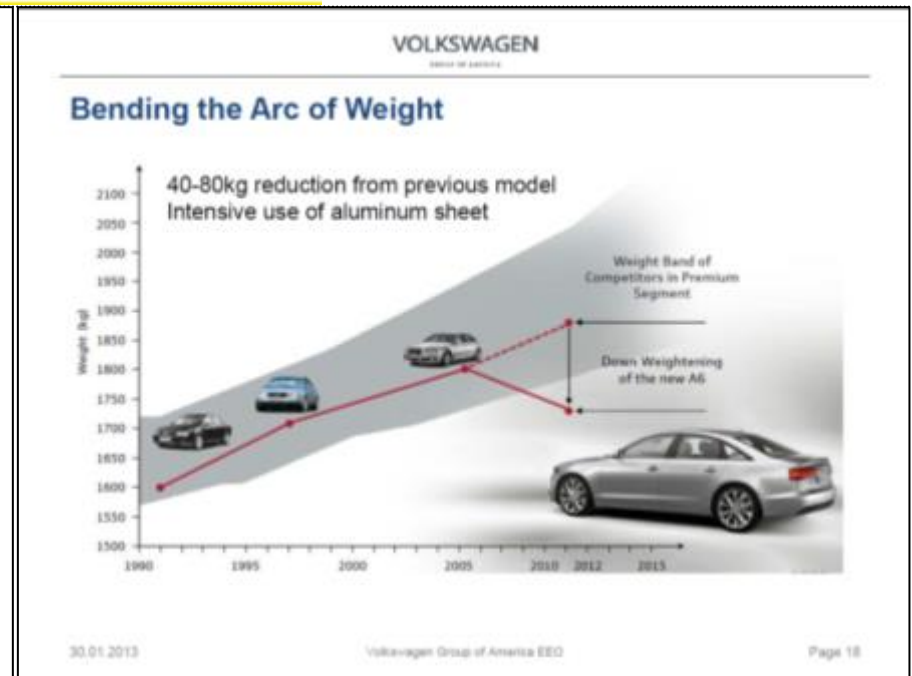 VOLKSWAGEN
GROUP OF AMERICA
Bending the Arc of Weight
40-80kg reduction from previous model
Intensive use of aluminum sheet
Weight (kg)
2100
2050
2000
1950
1900
1850
1800
1750
1700
1650
1600
1550
1500
Weight Band of
Competitors in Premium
Segment
Down Weightening
of the new A6
1990 1995 2000 2005 2010 2012 2015
30.01.2013 Volkswagen Group of America EEO Page 18